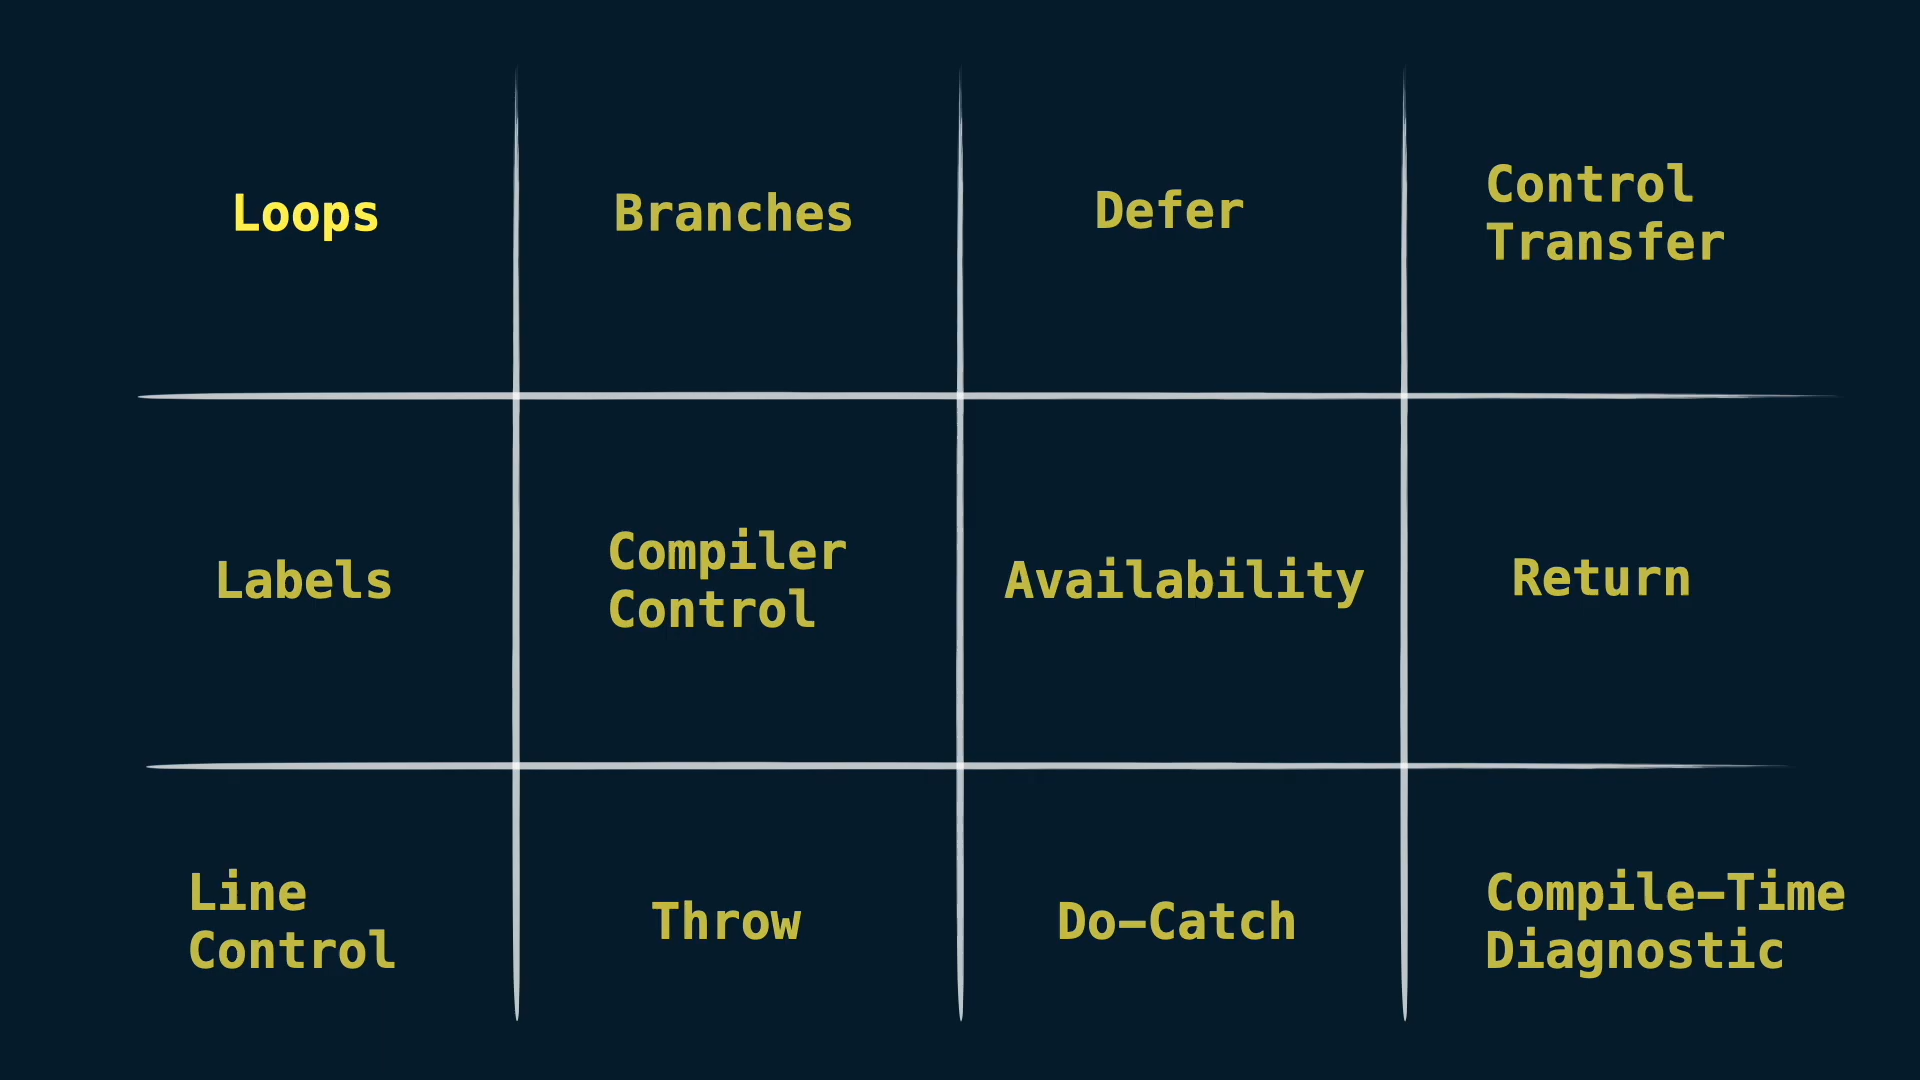 Loops
Branches
Defer
Control
Transfer
Labels
Compiler
Control
Availability
Return
Line
Control
Throw
Do-Catch
Compile-Time
Diagnostic